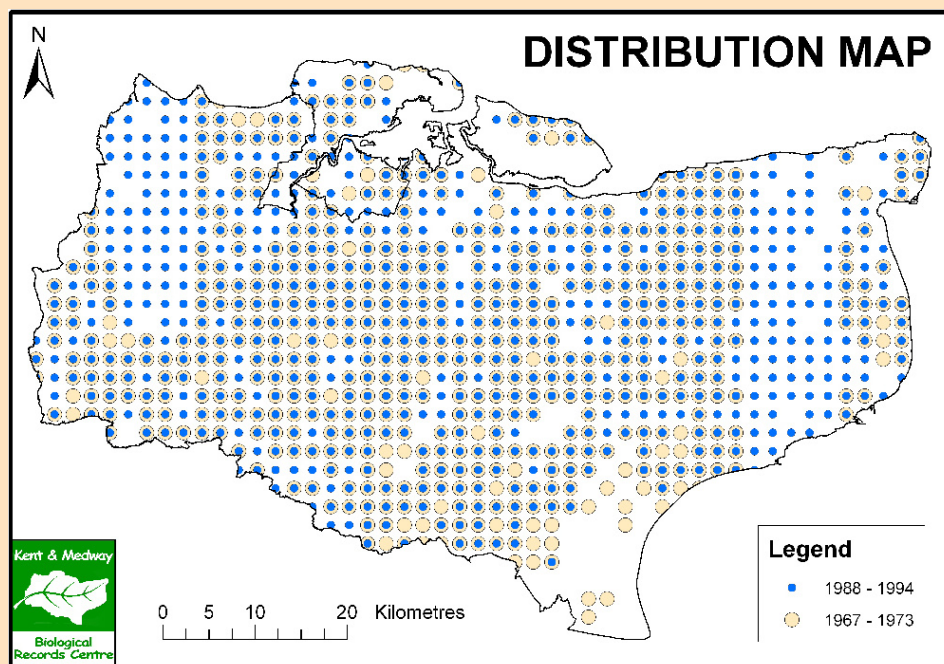 DISTRIBUTION MAP
N
Kent & Medway
Biological
Records Centre
0 5 10 20 Kilometres
Legend
1988 - 1994
1967 - 1973